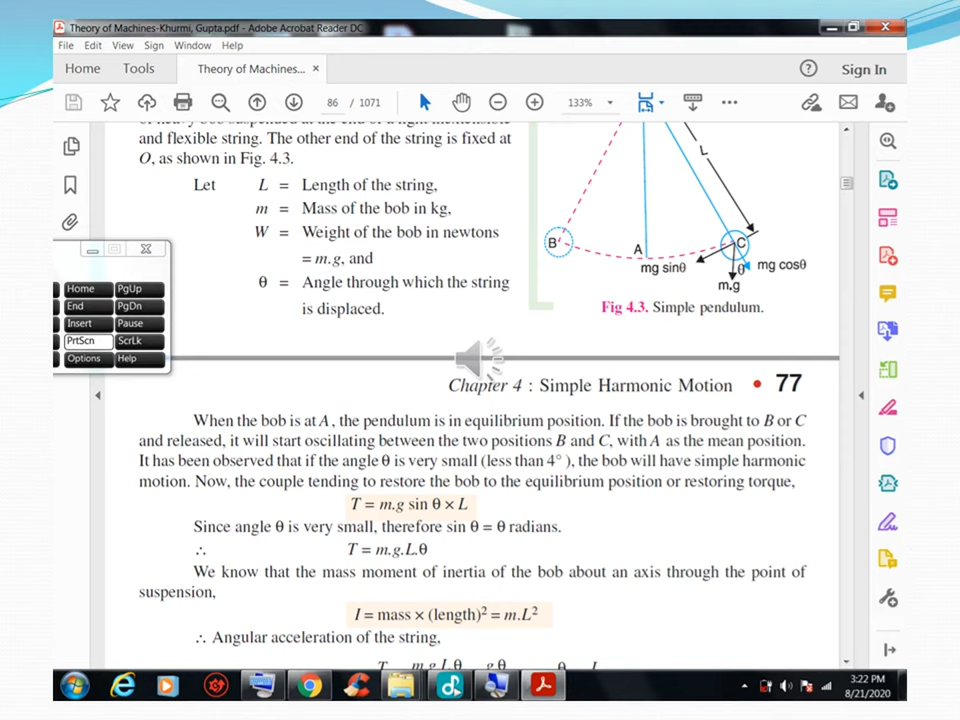 Theory of Machines-Khurmi, Gupta.pdf - Adobe Acrobat Reader DC
File Edit View Sign Window Help
Home Tools Theory of Machines... × Sign In
86 / 1071 133%
and flexible string. The other end of the string is fixed at
O, as shown in Fig. 4.3.
Let L = Length of the string,
m = Mass of the bob in kg,
W = Weight of the bob in newtons
= m.g, and
θ = Angle through which the string
is displaced.
L
B
A
C
mg sinθ
θ
mg cosθ
m.g
Fig 4.3. Simple pendulum.
Home PgUp
End PgDn
Insert Pause
PrtScn ScrLk
Options Help
Chapter 4 : Simple Harmonic Motion • 77
When the bob is at A, the pendulum is in equilibrium position. If the bob is brought to B or C
and released, it will start oscillating between the two positions B and C, with A as the mean position.
It has been observed that if the angle θ is very small (less than 4° ), the bob will have simple harmonic
motion. Now, the couple tending to restore the bob to the equilibrium position or restoring torque,
T = m.g sin θ × L
Since angle θ is very small, therefore sin θ = θ radians.
∴ T = m.g.L.θ
We know that the mass moment of inertia of the bob about an axis through the point of
suspension,
I = mass × (length)² = m.L²
∴ Angular acceleration of the string,
3:22 PM
8/21/2020